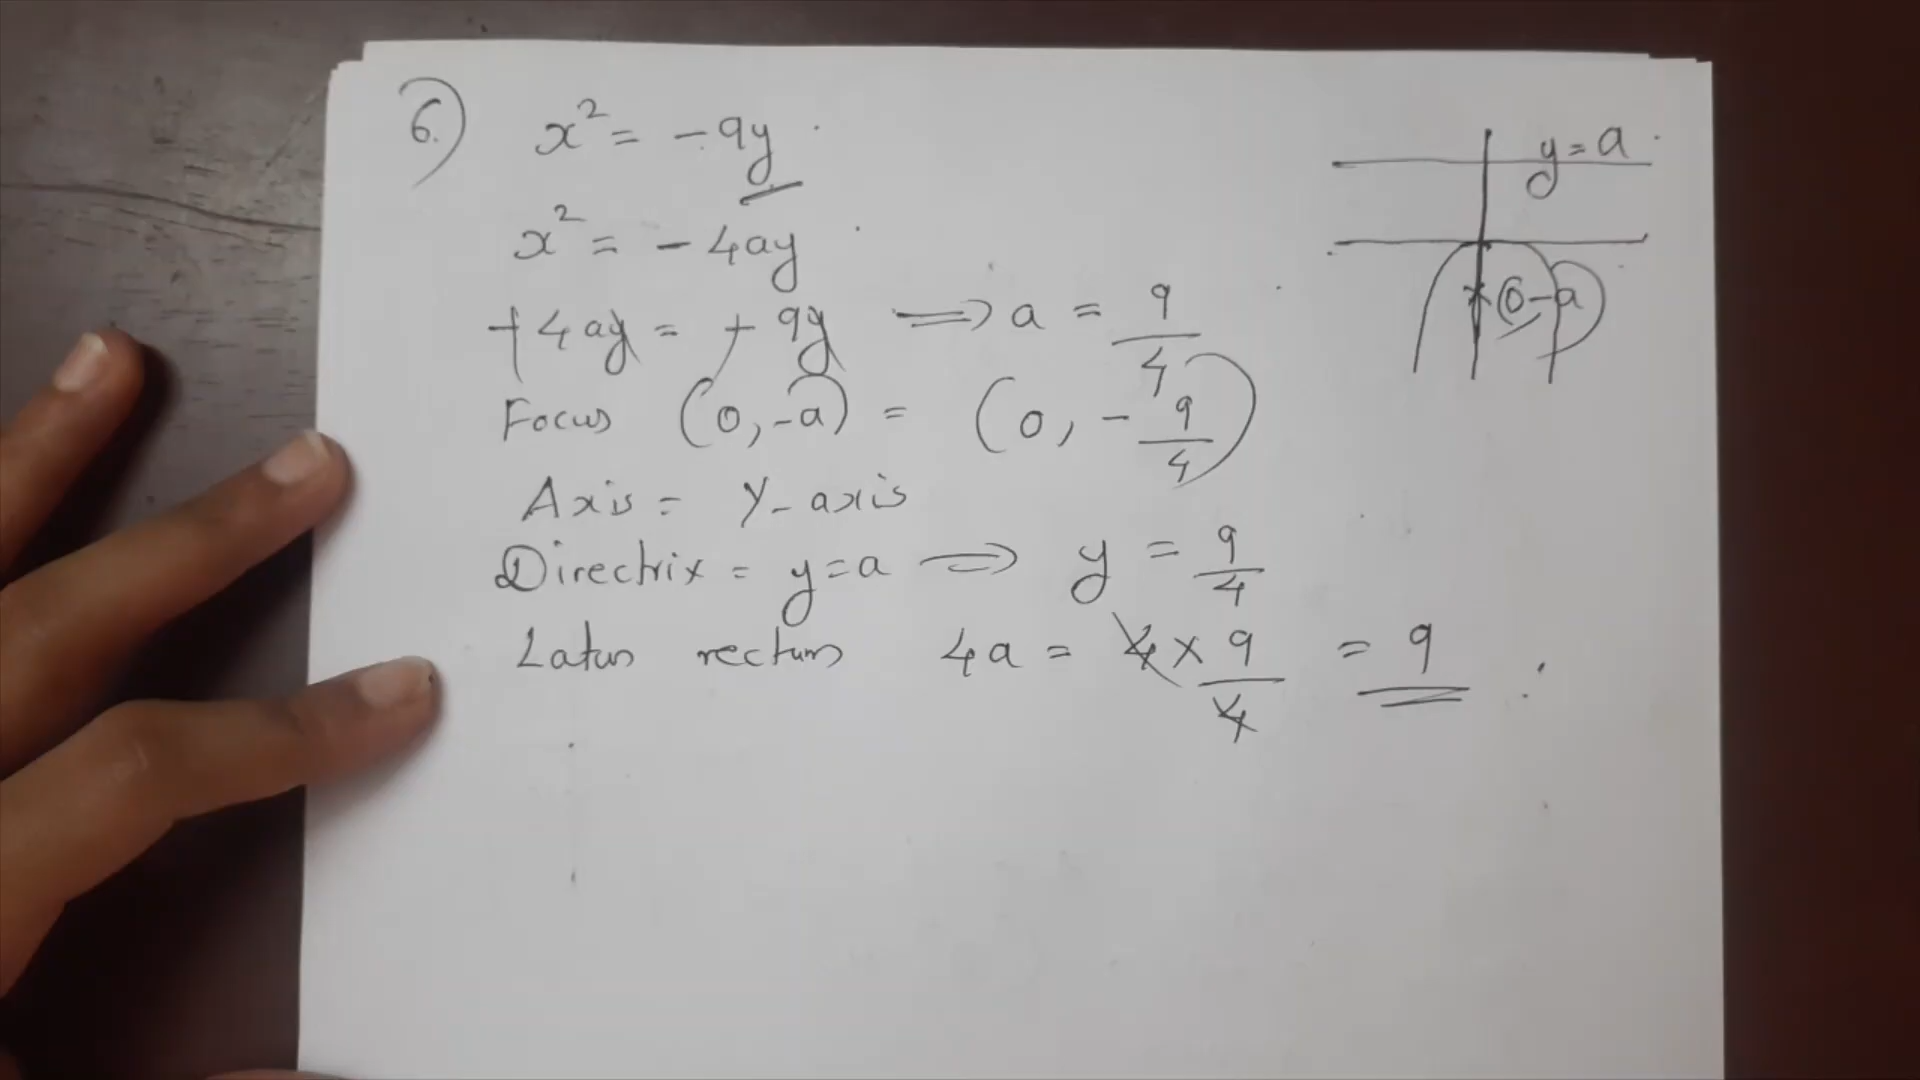 6.) x² = -9y
x² = -4ay
+4ay = +9y ⟹ a = 9/4
Focus (0, -a) = (0, -9/4)
Axis = Y-axis
Directrix = y=a ⟹ y = 9/4
Latus rectum 4a = 4 × 9/4 = 9
y = a
(0-a)